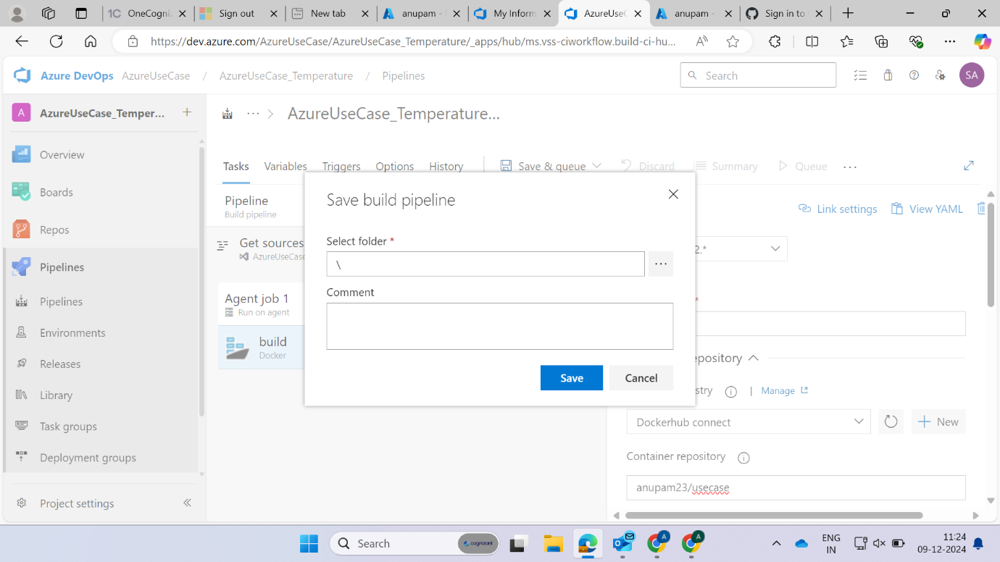 1C OneCogniz
Sign out
New tab
anupam -
My Inform
AzureUseC
anupam -
Sign in to
https://dev.azure.com/AzureUseCase/AzureUseCase_Temperature/_apps/hub/ms.vss-ciworkflow.build-ci-hu...
Azure DevOps AzureUseCase / AzureUseCase_Temperature / Pipelines
Search
SA
A AzureUseCase_Temper...
AzureUseCase_Temperature...
Overview
Boards
Repos
Pipelines
Pipelines
Environments
Releases
Library
Task groups
Deployment groups
Project settings
Tasks Variables Triggers Options History Save & queue Discard Summary Queue ...
Pipeline
Build pipeline
Link settings View YAML
Get sources
AzureUseCase
2.*
Agent job 1
Run on agent
*
build
Docker
Save build pipeline
Select folder *
\
...
Comment
Save Cancel
epository
stry | Manage
Dockerhub connect
New
Container repository
anupam23/usecase
Search
cognizant
A
A
ENG
IN
11:24
09-12-2024